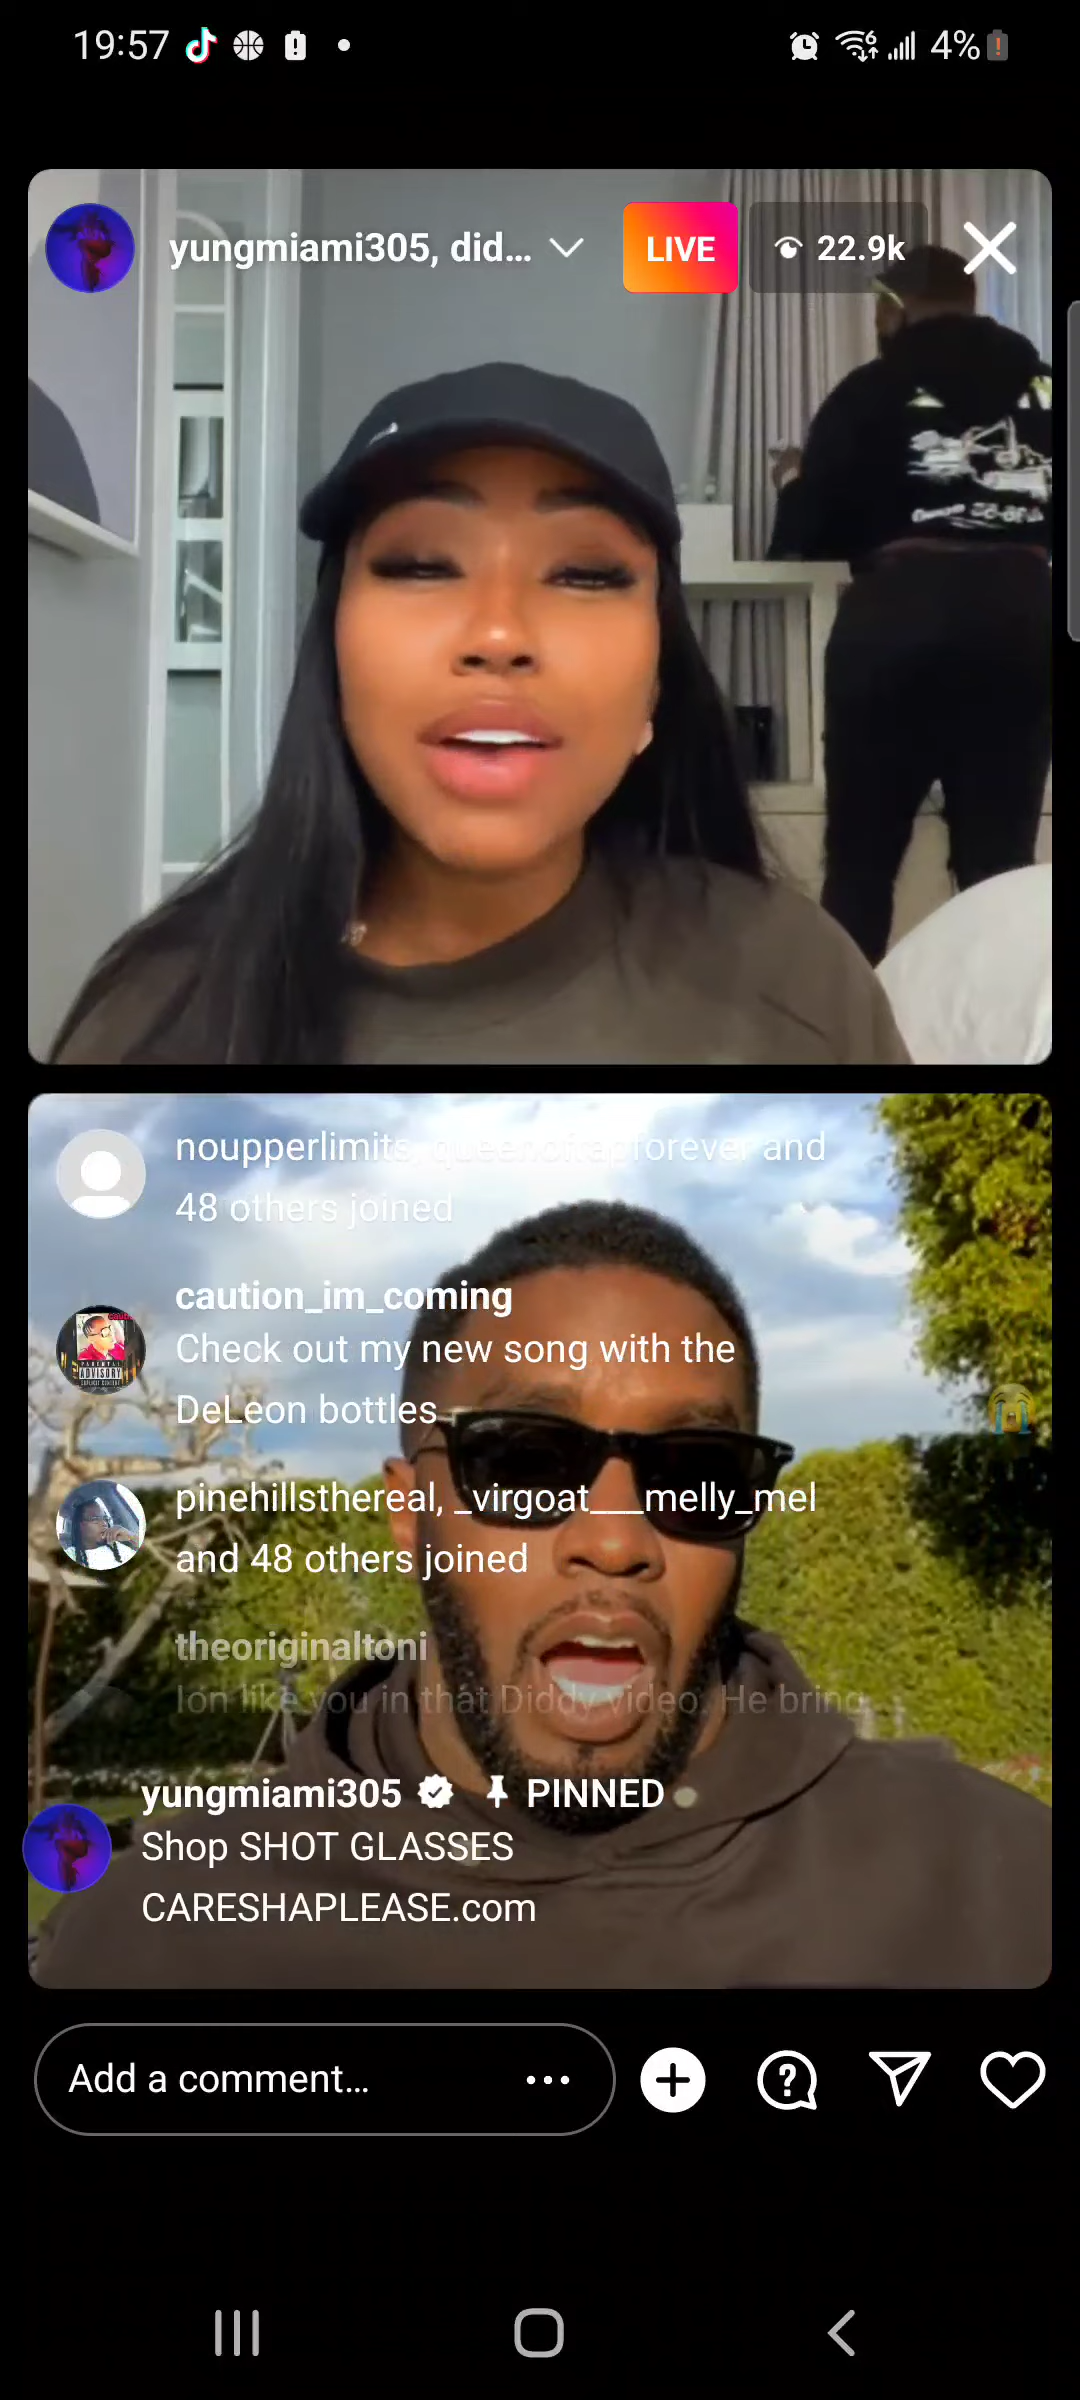 19:57
4%
yungmiami305, did...
LIVE
22.9k
noupperlimits, queenofrapforever and
48 others joined
caution_im_coming
Check out my new song with the
DeLeon bottles
pinehillsthereal, _virgoat___melly_mel
and 48 others joined
theoriginaltoni
Ion like you in that Diddy video. He bring
yungmiami305 PINNED
Shop SHOT GLASSES
CARESHAPLEASE.com
Add a comment...